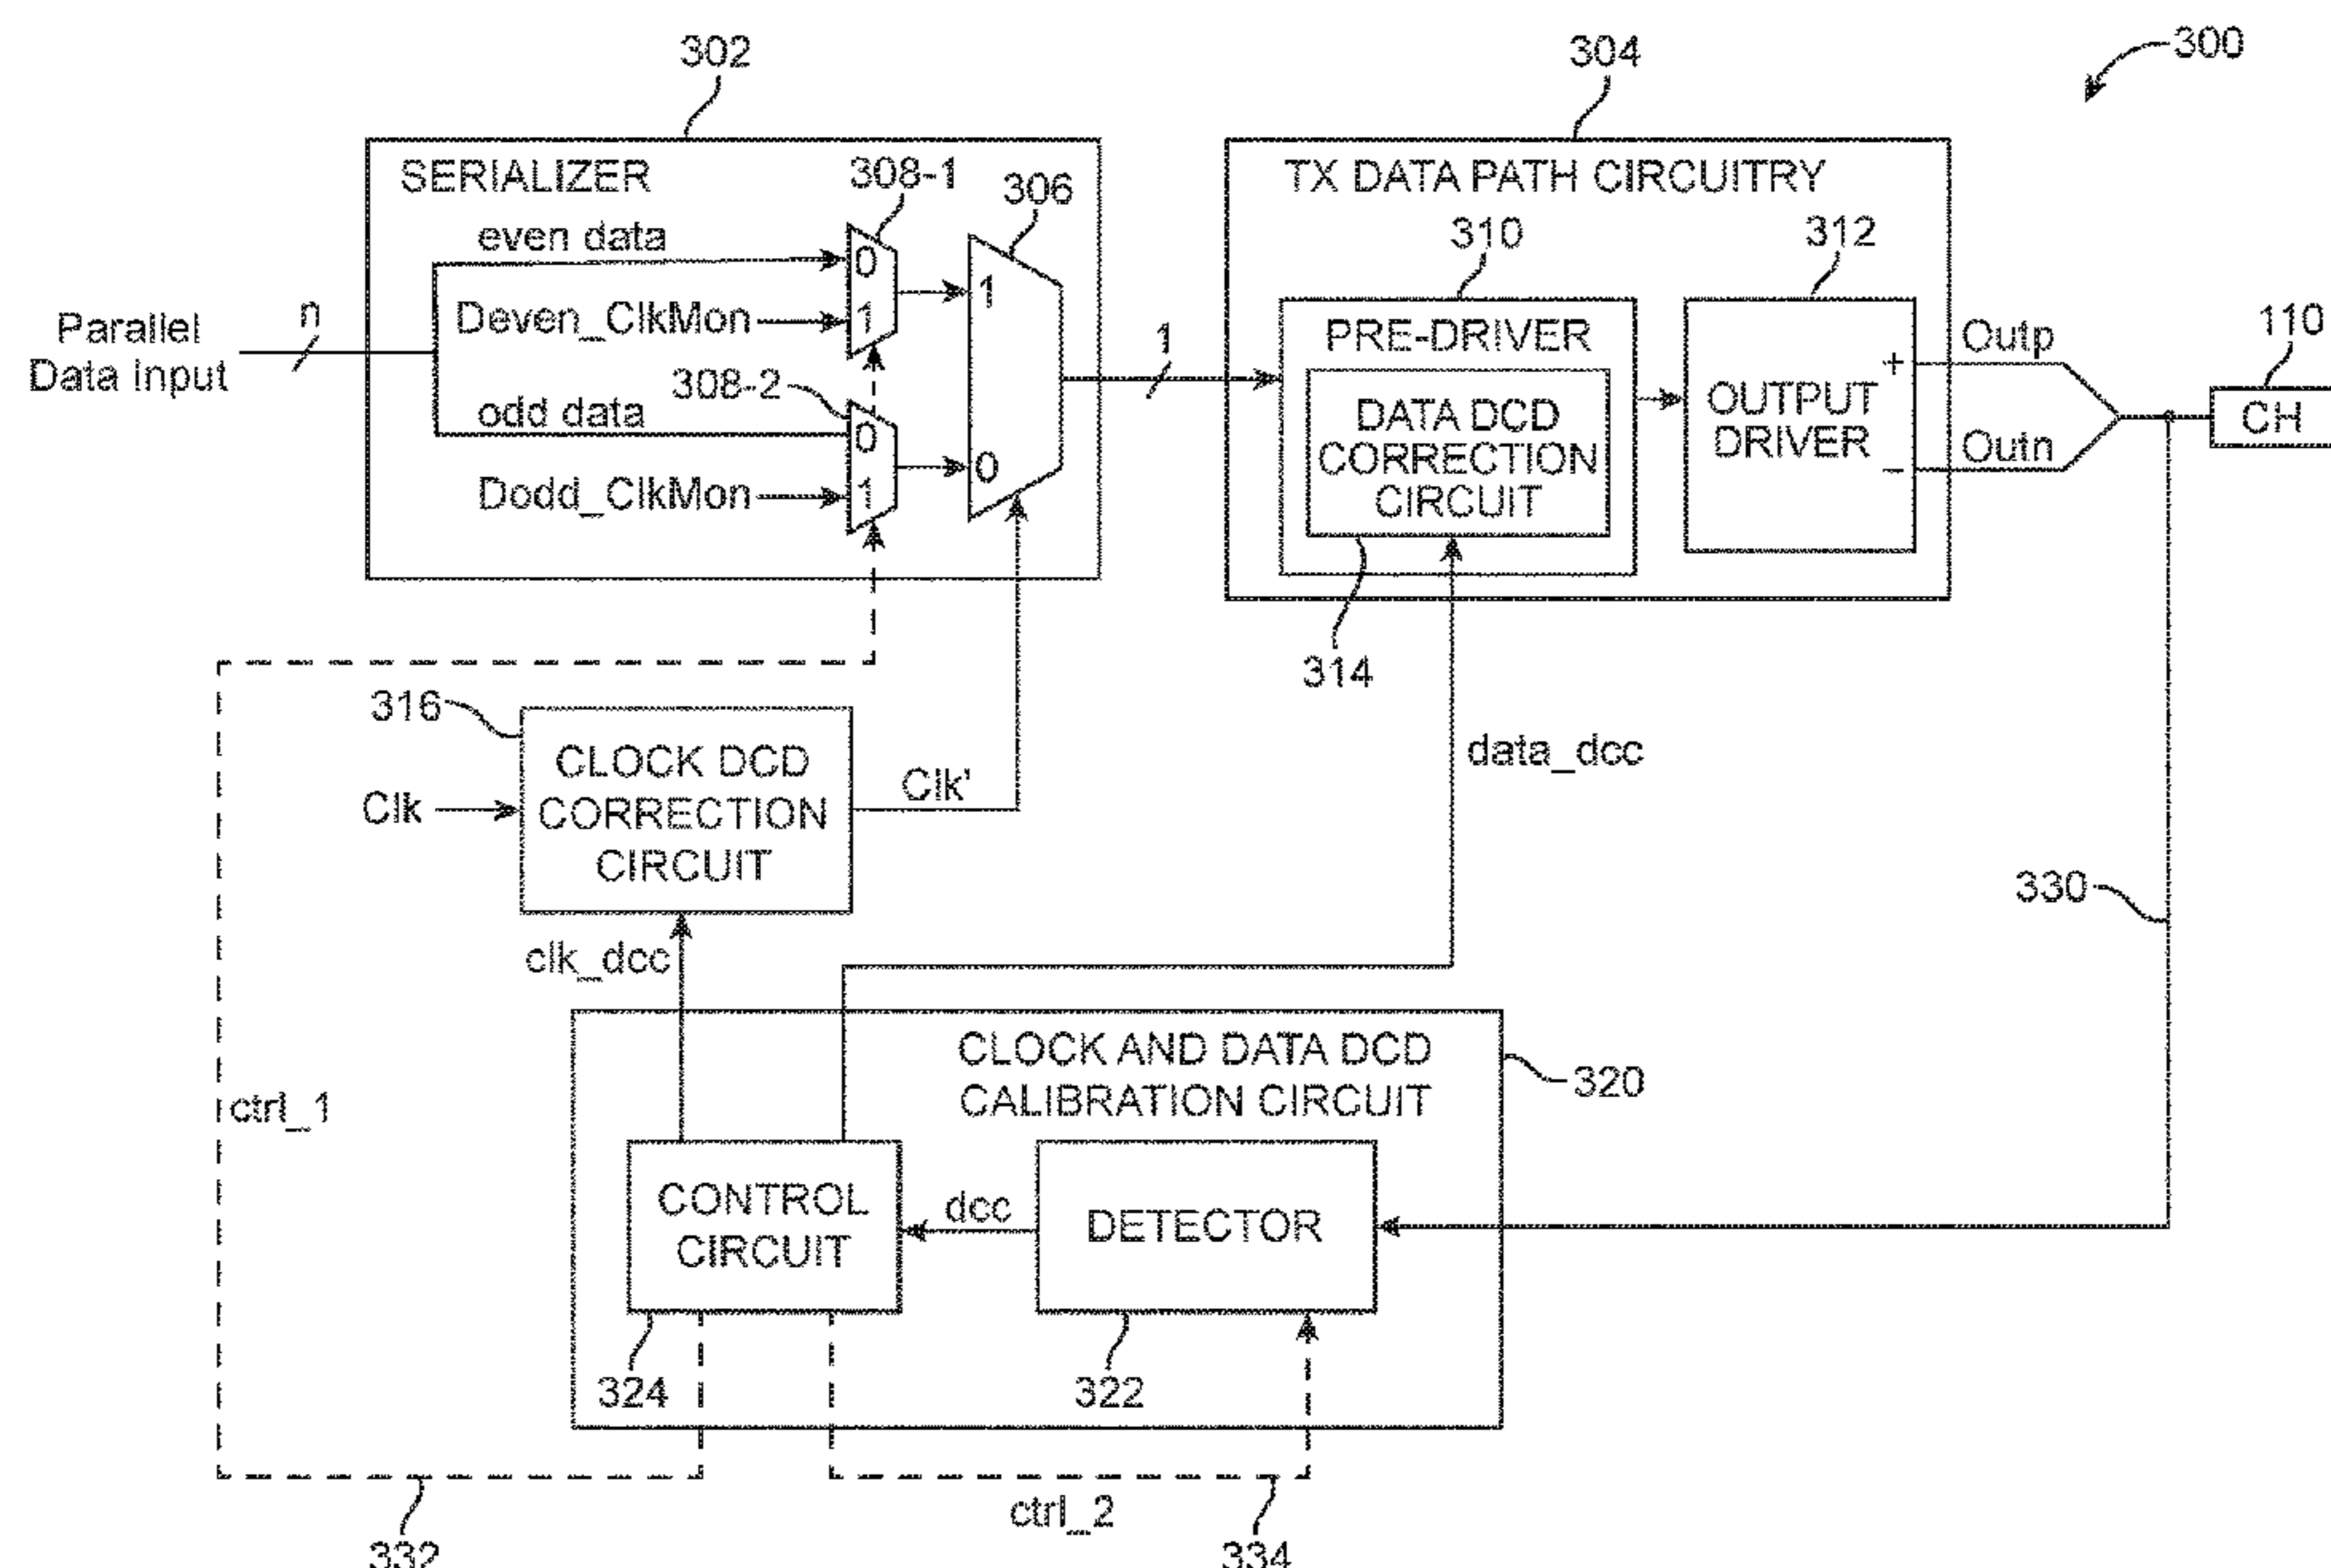 302
304
300
SERIALIZER
308-1
306
TX DATA PATH CIRCUITRY
310
312
even data
0
Deven_ClkMon
1
1
Parallel
Data Input
n
308-2
odd data
0
Dodd_ClkMon
1
0
1
PRE-DRIVER
DATA DCD
CORRECTION
CIRCUIT
OUTPUT
DRIVER
+
−
Outp
Outn
110
CH
314
316
CLOCK DCD
CORRECTION
CIRCUIT
Clk
Clk'
data_dcc
330
clk_dcc
CLOCK AND DATA DCD
CALIBRATION CIRCUIT
320
ctrl_1
CONTROL
CIRCUIT
dcc
DETECTOR
324
322
ctrl_2
332
334